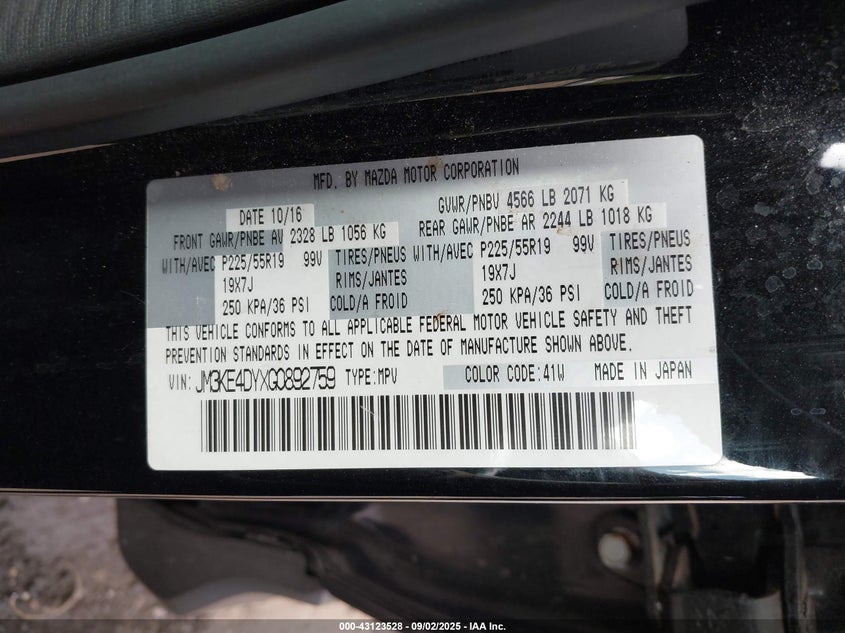 MFD. BY MAZDA MOTOR CORPORATION
DATE 10/16 GVWR/PNBV 4566 LB 2071 KG
FRONT GAWR/PNBE AV 2328 LB 1056 KG REAR GAWR/PNBE AR 2244 LB 1018 KG
WITH/AVEC P225/55R19 99V TIRES/PNEUS WITH/AVEC P225/55R19 99V TIRES/PNEUS
19X7J RIMS/JANTES 19X7J RIMS/JANTES
250 KPA/36 PSI COLD/A FROID 250 KPA/36 PSI COLD/A FROID
THIS VEHICLE CONFORMS TO ALL APPLICABLE FEDERAL MOTOR VEHICLE SAFETY AND THEFT
PREVENTION STANDARDS IN EFFECT ON THE DATE OF MANUFACTURE SHOWN ABOVE.
VIN: JM3KE4DYXG0892759 TYPE:MPV COLOR CODE:41W MADE IN JAPAN
000-43123528 - 09/02/2025 - IAA Inc.